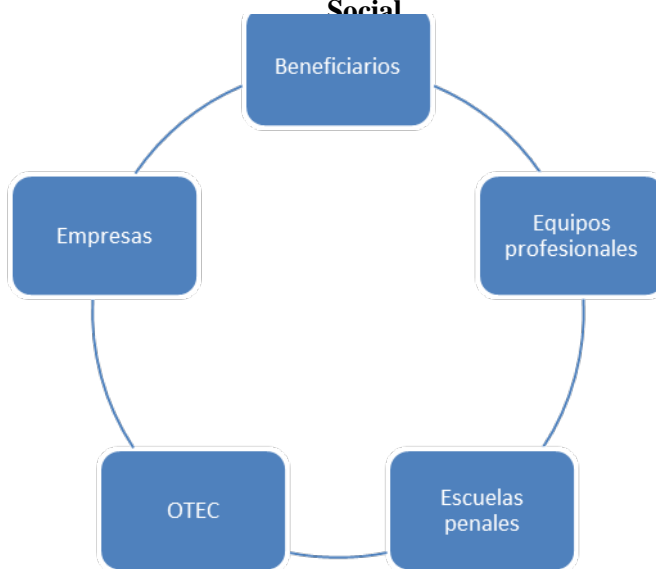 Social
Beneficiarios
Equipos
profesionales
Escuelas
penales
OTEC
Empresas